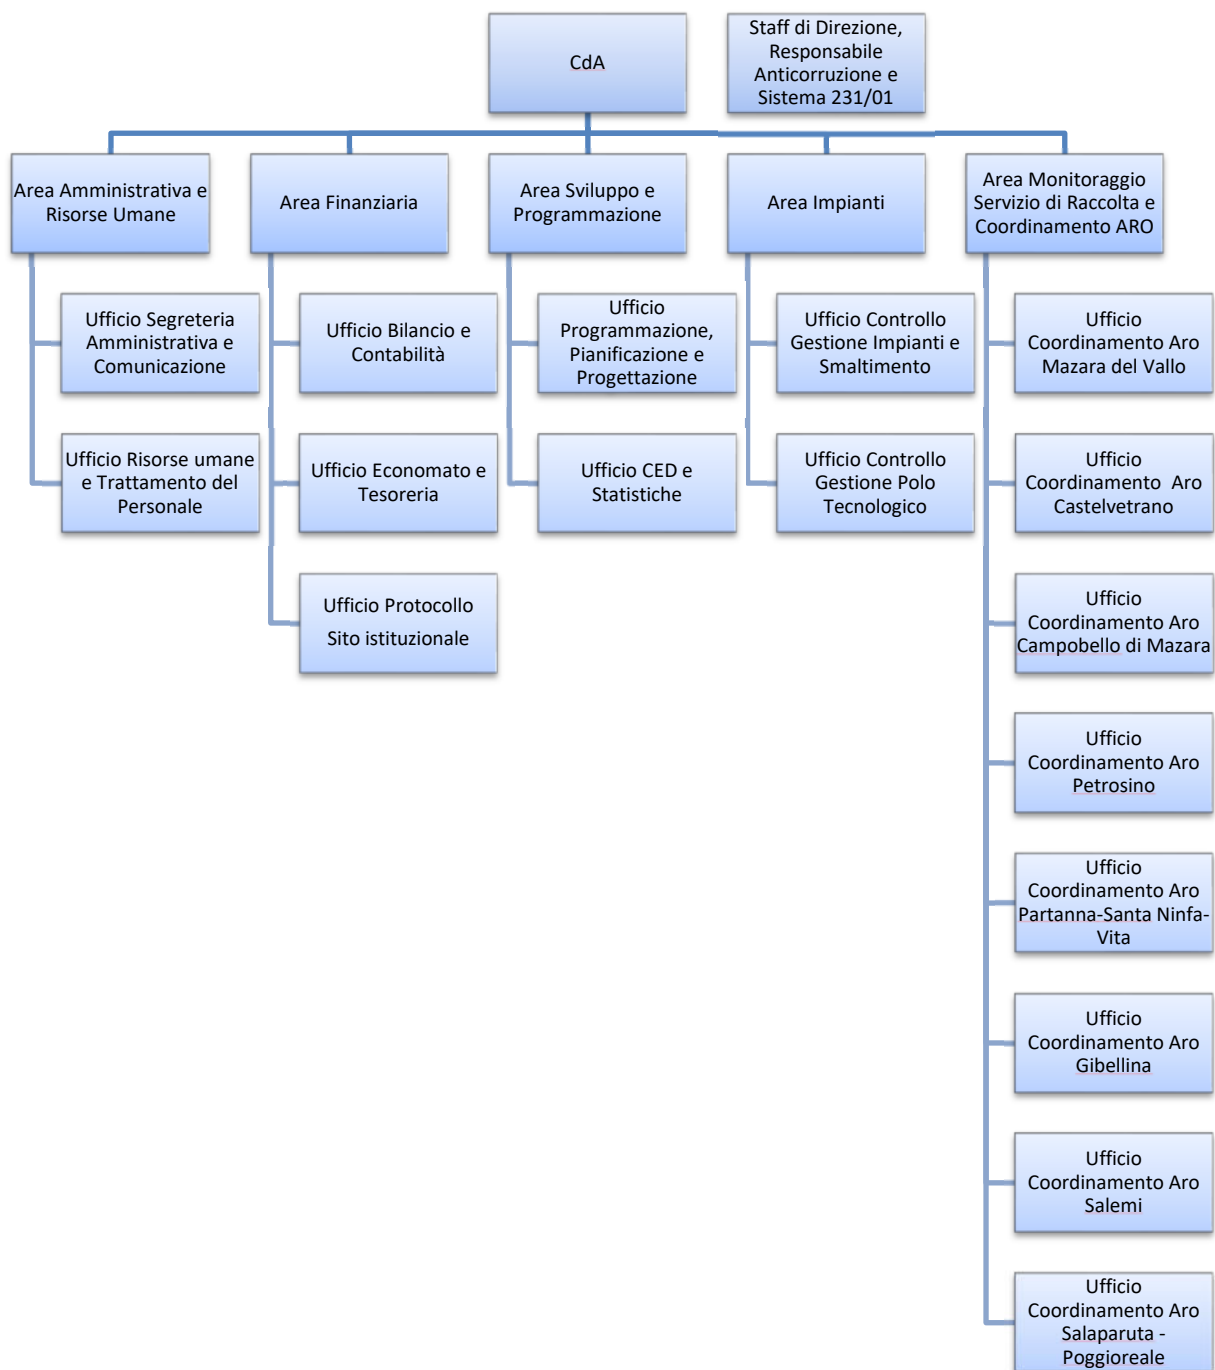 CdA
Staff di Direzione,
Responsabile
Anticorruzione e
Sistema 231/01
Area Amministrativa e
Risorse Umane
Area Finanziaria
Area Sviluppo e
Programmazione
Area Impianti
Area Monitoraggio
Servizio di Raccolta e
Coordinamento ARO
Ufficio Segreteria
Amministrativa e
Comunicazione
Ufficio Risorse umane
e Trattamento del
Personale
Ufficio Bilancio e
Contabilità
Ufficio Economato e
Tesoreria
Ufficio Protocollo
Sito istituzionale
Ufficio
Programmazione,
Pianificazione e
Progettazione
Ufficio CED e
Statistiche
Ufficio Controllo
Gestione Impianti e
Smaltimento
Ufficio Controllo
Gestione Polo
Tecnologico
Ufficio
Coordinamento Aro
Mazara del Vallo
Ufficio
Coordinamento  Aro
Castelvetrano
Ufficio
Coordinamento Aro
Campobello di Mazara
Ufficio
Coordinamento Aro
Petrosino
Ufficio
Coordinamento Aro
Partanna-Santa Ninfa-
Vita
Ufficio
Coordinamento Aro
Gibellina
Ufficio
Coordinamento Aro
Salemi
Ufficio
Coordinamento Aro
Salaparuta -
Poggioreale